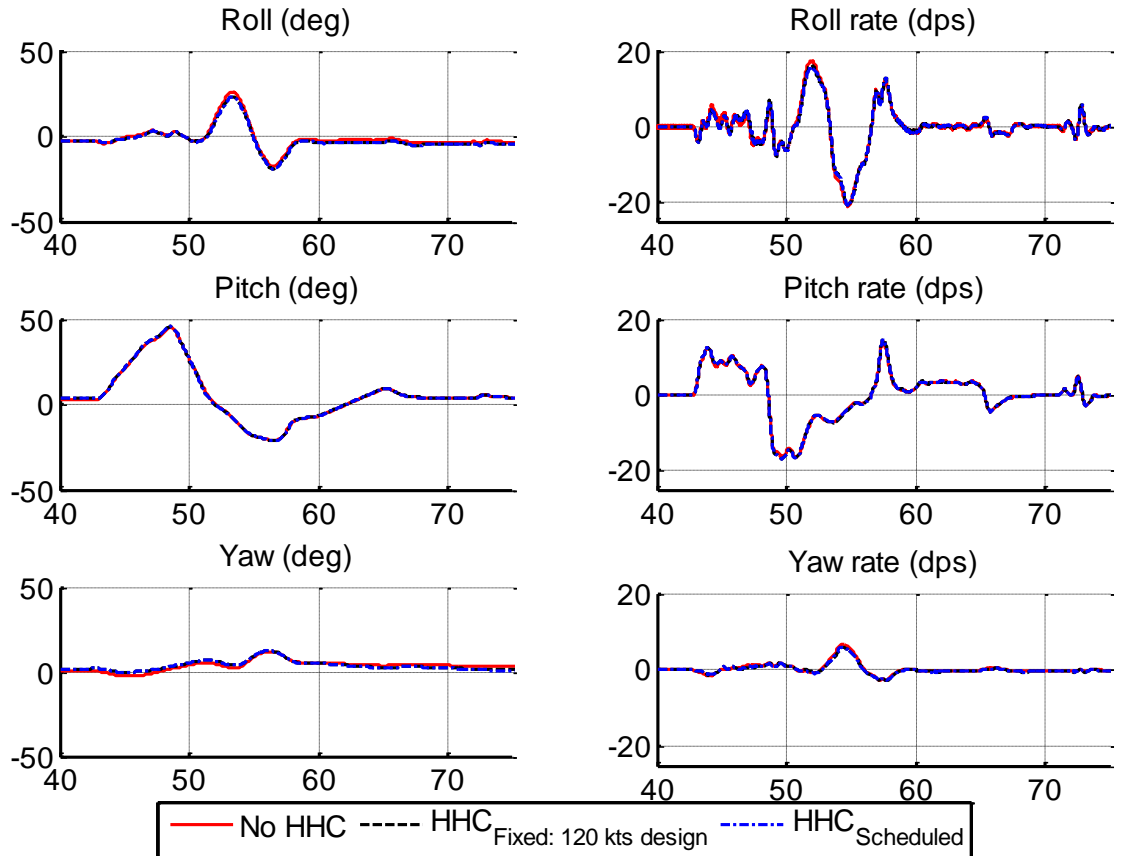 Roll (deg)
50
0
-50
40 50 60 70
Roll rate (dps)
20
0
-20
40 50 60 70
Pitch (deg)
50
0
-50
40 50 60 70
Pitch rate (dps)
20
0
-20
40 50 60 70
Yaw (deg)
50
0
-50
40 50 60 70
Yaw rate (dps)
20
0
-20
40 50 60 70
No HHC HHC Fixed: 120 kts design HHC Scheduled